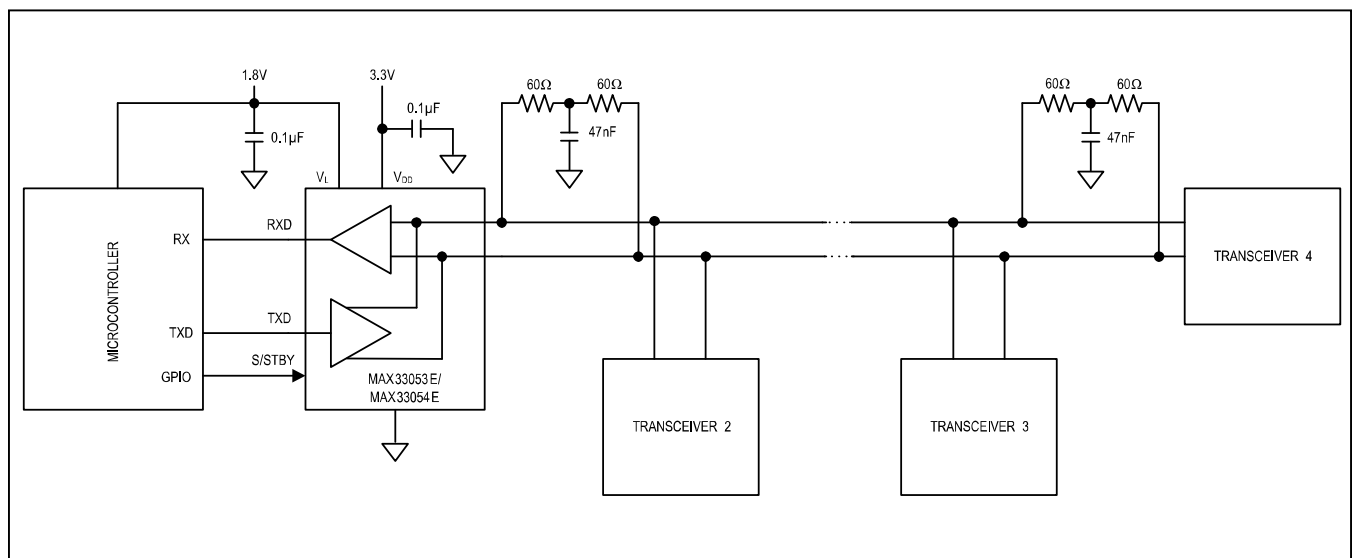 1.8V
3.3V
60Ω
60Ω
60Ω
60Ω
0.1µF
0.1µF
47nF
47nF
VL
VDD
RXD
RX
MICROCONTROLLER
TRANSCEIVER 4
TXD
TXD
S/STBY
GPIO
MAX33053E/
MAX33054E
TRANSCEIVER 2
TRANSCEIVER 3